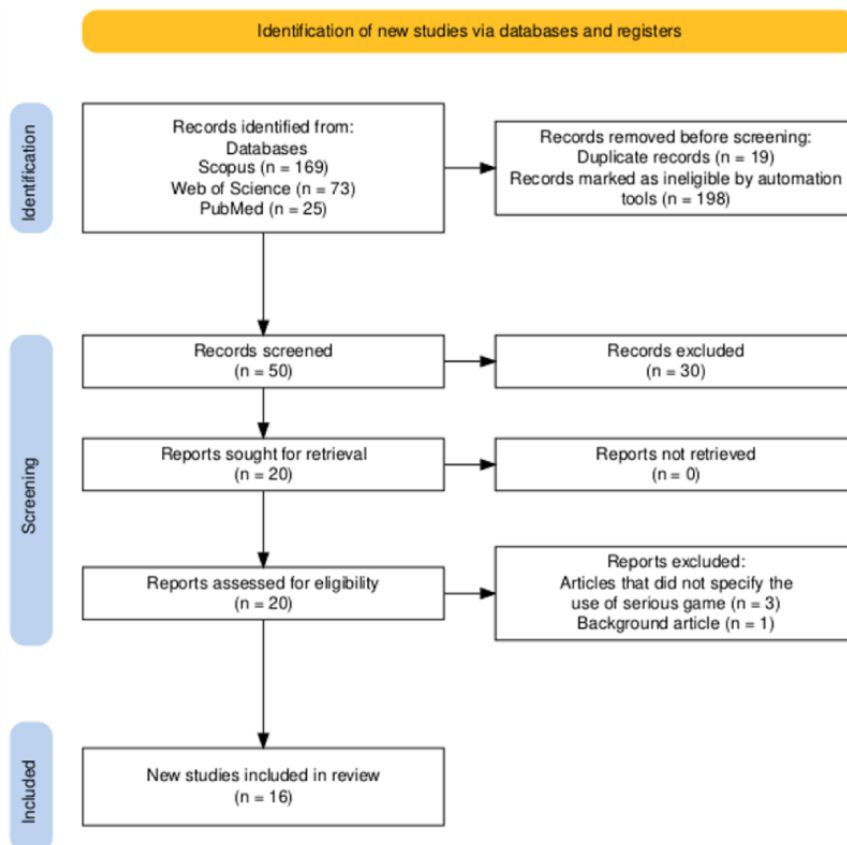 Identification of new studies via databases and registers
Identification
Records identified from:
Databases
Scopus (n = 169)
Web of Science (n = 73)
PubMed (n = 25)
Records removed before screening:
Duplicate records (n = 19)
Records marked as ineligible by automation
tools (n = 198)
Screening
Records screened
(n = 50)
Records excluded
(n = 30)
Reports sought for retrieval
(n = 20)
Reports not retrieved
(n = 0)
Reports assessed for eligibility
(n = 20)
Reports excluded:
Articles that did not specify the
use of serious game (n = 3)
Background article (n = 1)
Included
New studies included in review
(n = 16)